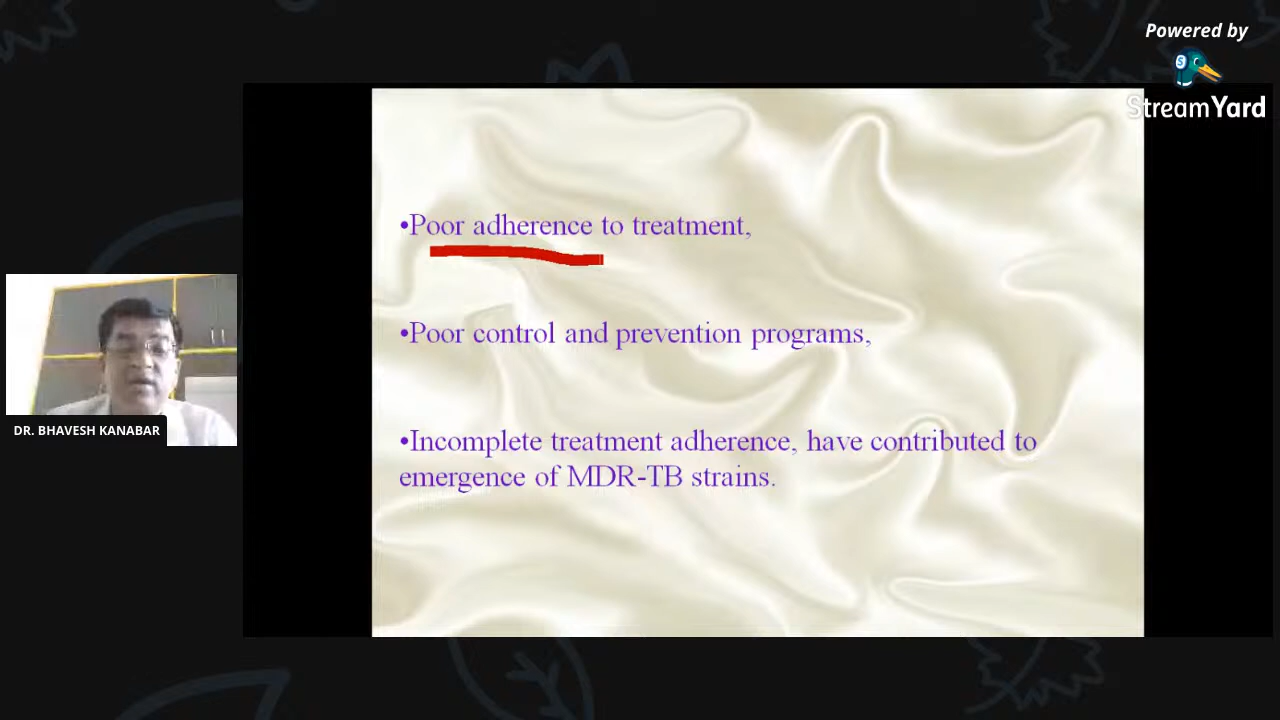 Powered by
StreamYard
•Poor adherence to treatment,
•Poor control and prevention programs,
DR. BHAVESH KANABAR
•Incomplete treatment adherence, have contributed to
emergence of MDR-TB strains.